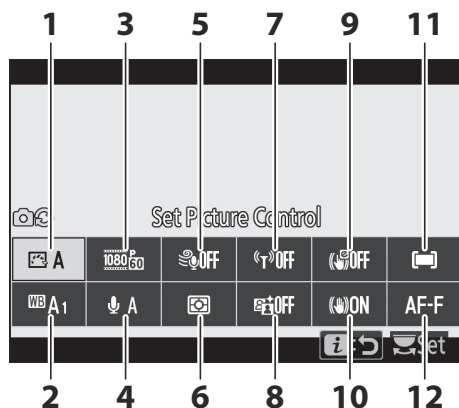 1 3 5 7 9 11
Set Picture Control
A 1080 P 60 OFF T OFF OFF
WB A1 A OFF ON AF-F
i Set
2 4 6 8 10 12